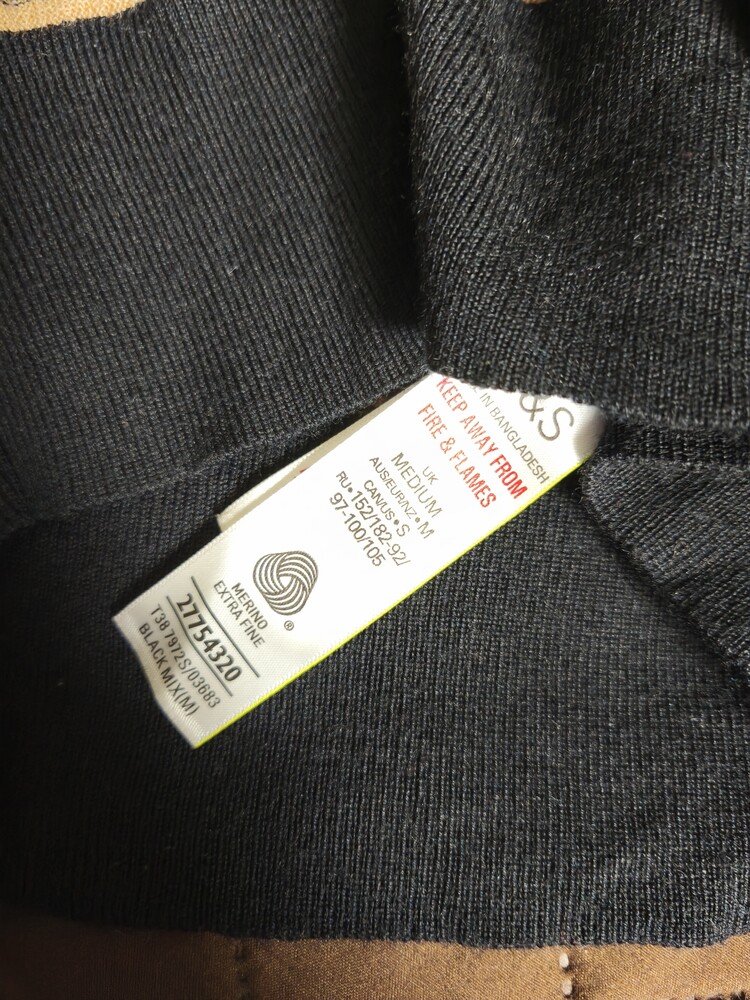 &S
IN BANGLADESH
KEEP AWAY FROM
FIRE & FLAMES
UK
MEDIUM
AUS/EUR/NZ•M
CAN/US•S
RU•152/182-92/
97-100/105
MERINO
EXTRA FINE
®
27754320
T38 7972S/03683
BLACK MIX(M)